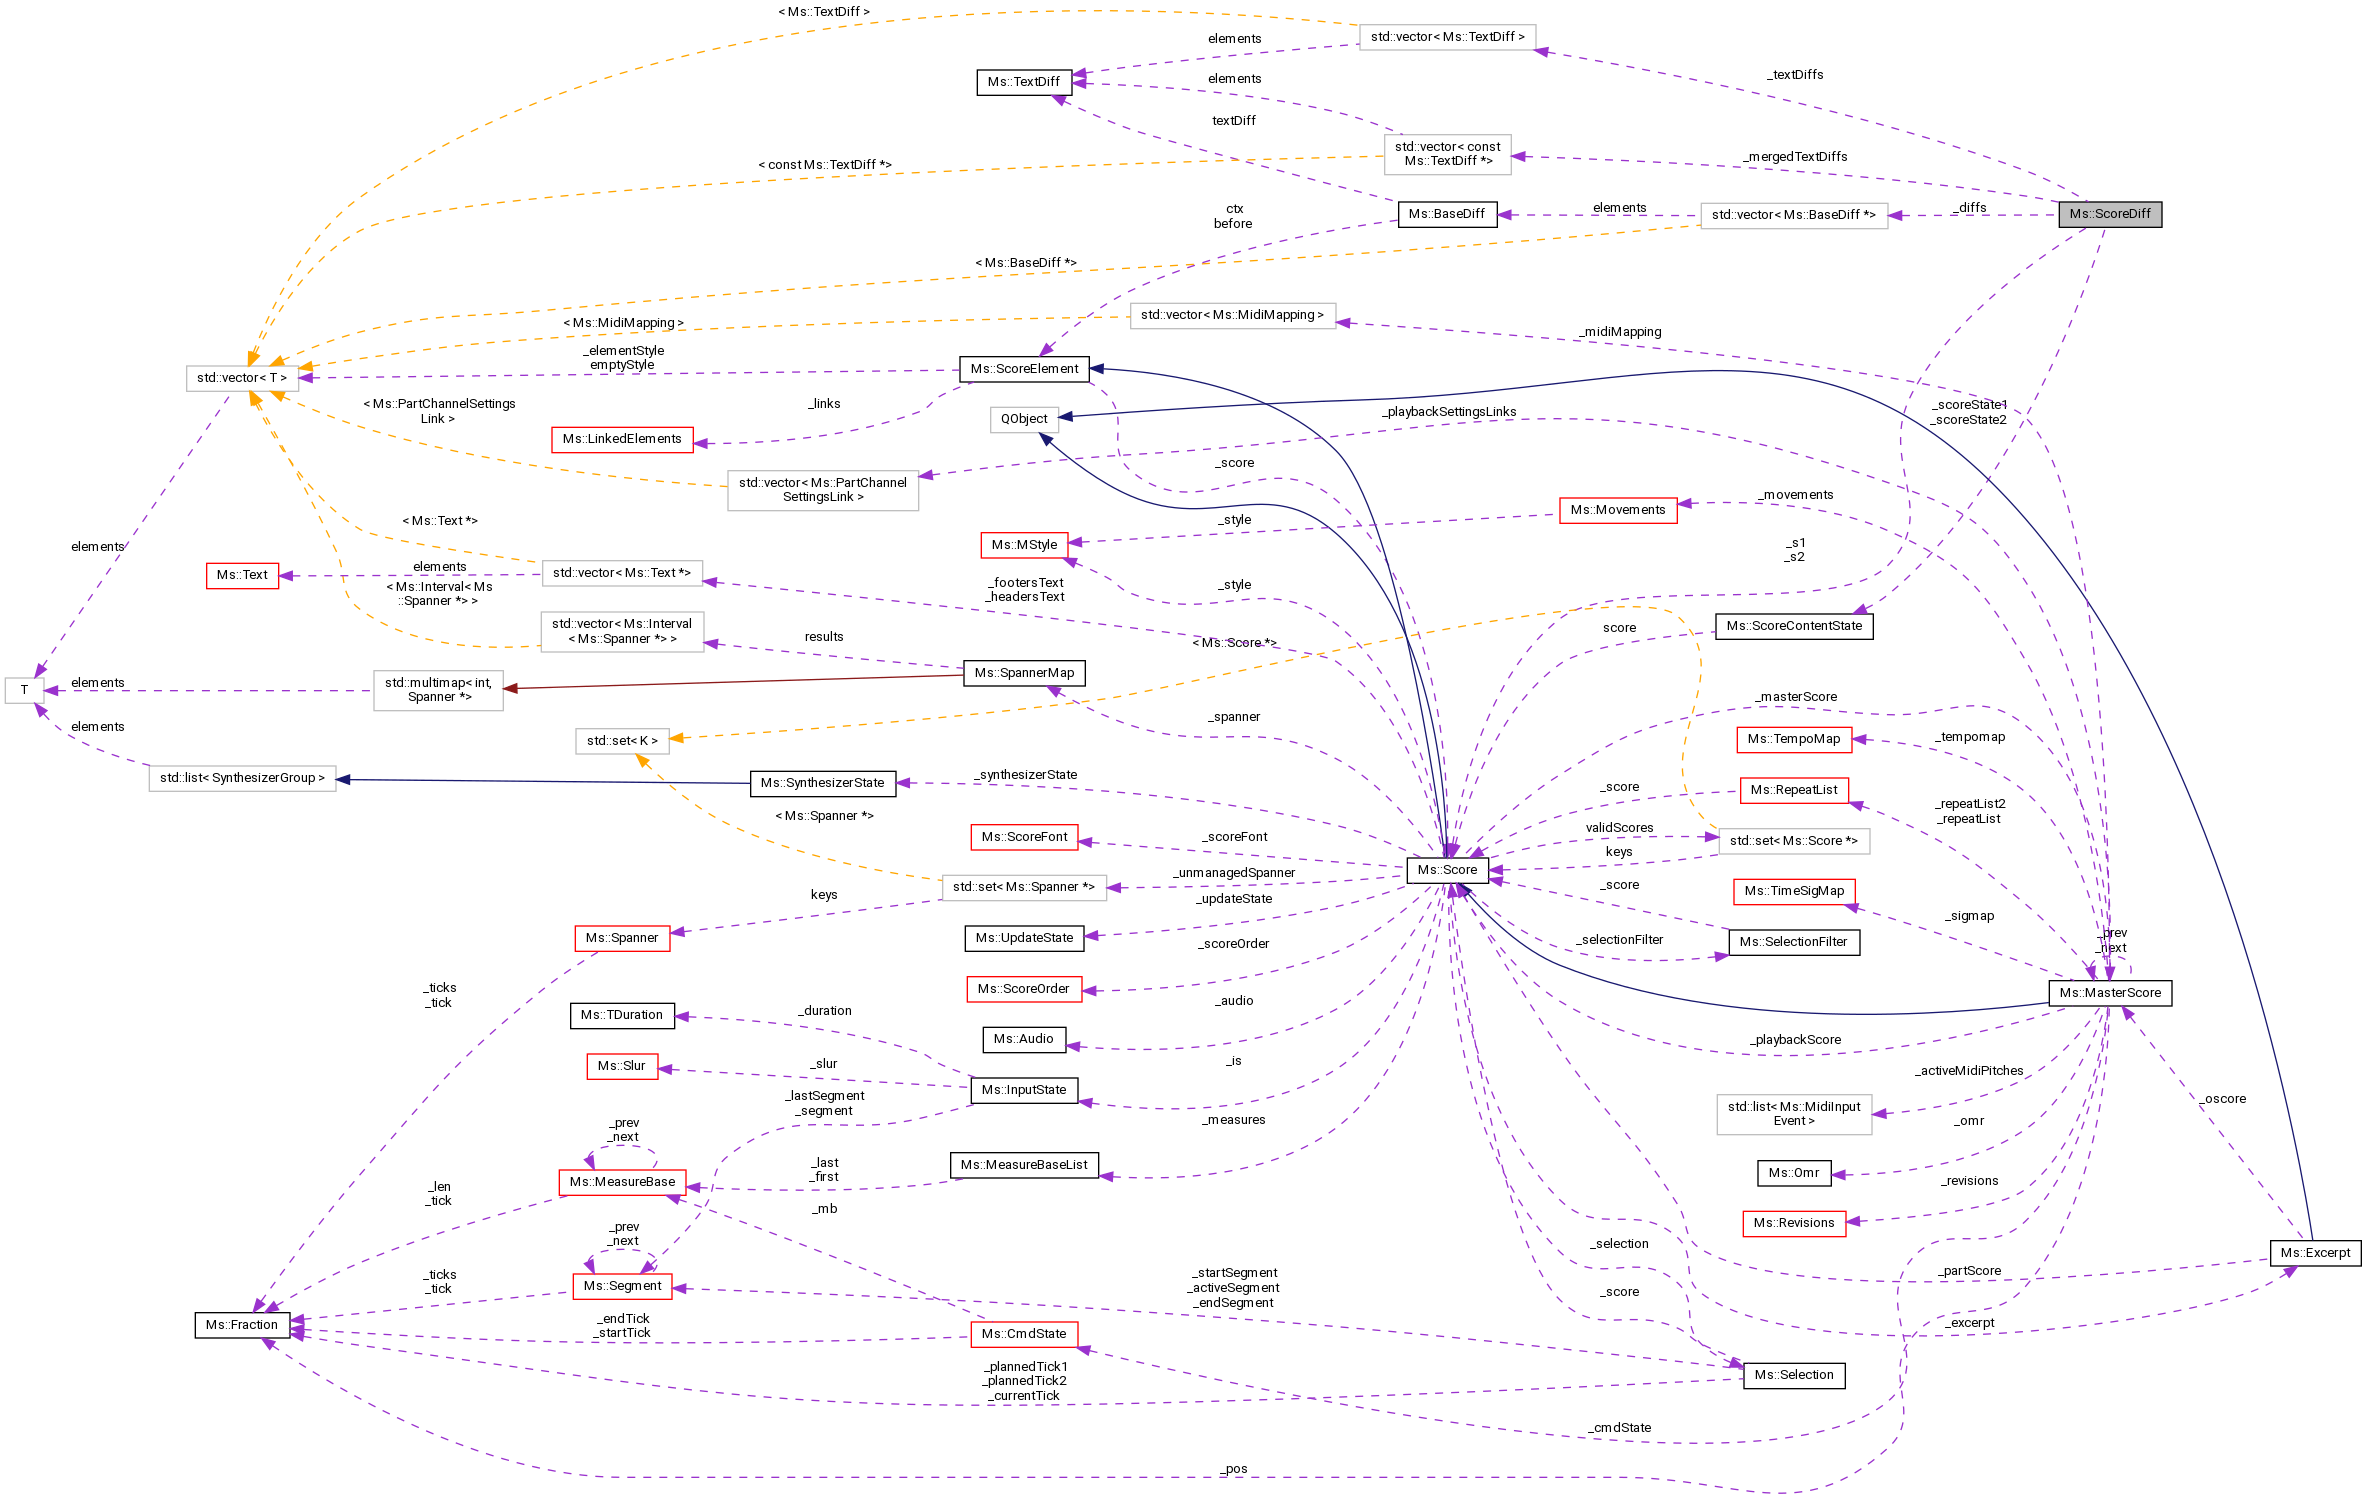 < Ms::TextDiff >
std::vector< Ms::TextDiff >
elements
_textDiffs
Ms::TextDiff
elements
textDiff
std::vector< const
Ms::TextDiff *>
< const Ms::TextDiff *>
_mergedTextDiffs
ctx
before
Ms::BaseDiff
elements
std::vector< Ms::BaseDiff *>
_diffs
Ms::ScoreDiff
< Ms::BaseDiff *>
< Ms::MidiMapping >
std::vector< Ms::MidiMapping >
_midiMapping
_elementStyle
emptyStyle
Ms::ScoreElement
std::vector< T >
< Ms::PartChannelSettings
Link >
_links
QObject
_playbackSettingsLinks
_scoreState1
_scoreState2
Ms::LinkedElements
_score
std::vector< Ms::PartChannel
SettingsLink >
_movements
Ms::Movements
< Ms::Text *>
_style
Ms::MStyle
_s1
_s2
elements
Ms::Text
elements
std::vector< Ms::Text *>
_style
_footersText
_headersText
< Ms::Interval< Ms
::Spanner *> >
std::vector< Ms::Interval
< Ms::Spanner *> >
results
score
Ms::ScoreContentState
< Ms::Score *>
Ms::SpannerMap
T
elements
std::multimap< int,
Spanner *>
_masterScore
_spanner
elements
std::set< K >
Ms::TempoMap
_tempomap
std::list< SynthesizerGroup >
Ms::SynthesizerState
_synthesizerState
_score
Ms::RepeatList
_repeatList2
_repeatList
< Ms::Spanner *>
Ms::ScoreFont
_scoreFont
validScores
std::set< Ms::Score *>
keys
Ms::Score
_unmanagedSpanner
std::set< Ms::Spanner *>
keys
_updateState
_score
Ms::TimeSigMap
_sigmap
Ms::Spanner
Ms::UpdateState
_scoreOrder
_selectionFilter
Ms::SelectionFilter
_prev
_next
_ticks
_tick
Ms::ScoreOrder
Ms::MasterScore
Ms::TDuration
_duration
_audio
Ms::Audio
_playbackScore
Ms::Slur
_slur
_is
_activeMidiPitches
Ms::InputState
_lastSegment
_segment
std::list< Ms::MidiInput
Event >
_oscore
_prev
_next
_measures
_omr
_last
_first
Ms::MeasureBaseList
Ms::Omr
Ms::MeasureBase
_len
_tick
_revisions
_mb
Ms::Revisions
_prev
_next
_selection
Ms::Excerpt
_ticks
_tick
Ms::Segment
_startSegment
_activeSegment
_endSegment
_partScore
_score
Ms::Fraction
_endTick
_startTick
Ms::CmdState
_excerpt
_plannedTick1
_plannedTick2
_currentTick
Ms::Selection
_cmdState
_pos